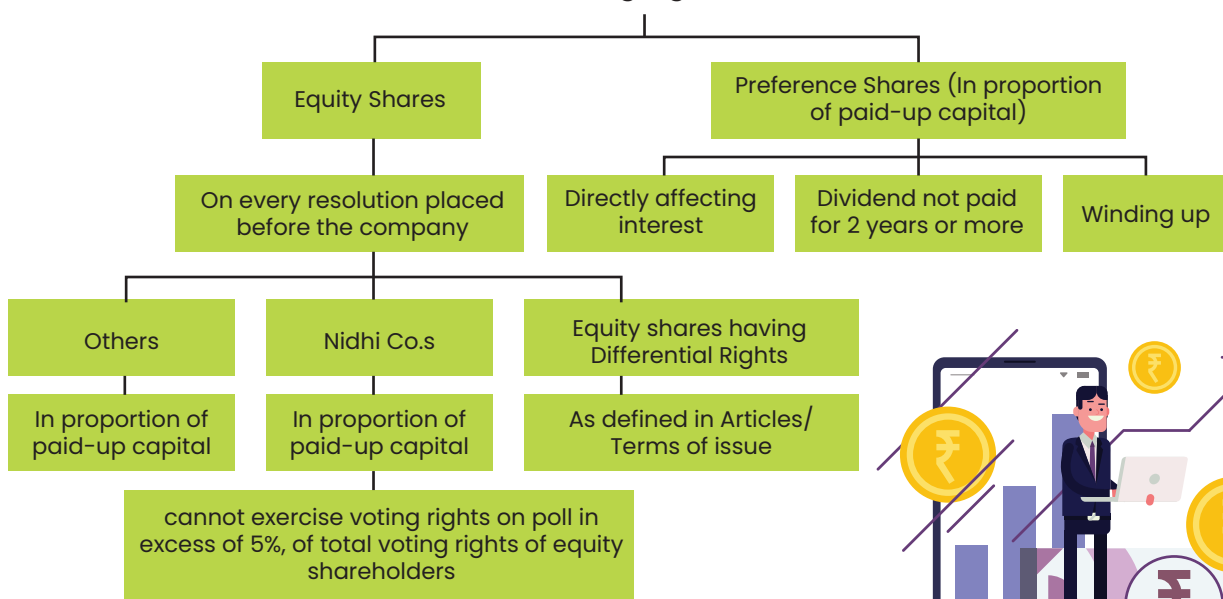 Equity Shares
Preference Shares (In proportion
of paid-up capital)
On every resolution placed
before the company
Directly affecting
interest
Dividend not paid
for 2 years or more
Winding up
Others
Nidhi Co.s
Equity shares having
Differential Rights
In proportion of
paid-up capital
In proportion of
paid-up capital
As defined in Articles/
Terms of issue
cannot exercise voting rights on poll in
excess of 5%, of total voting rights of equity
shareholders
₹
₹
₹
₹